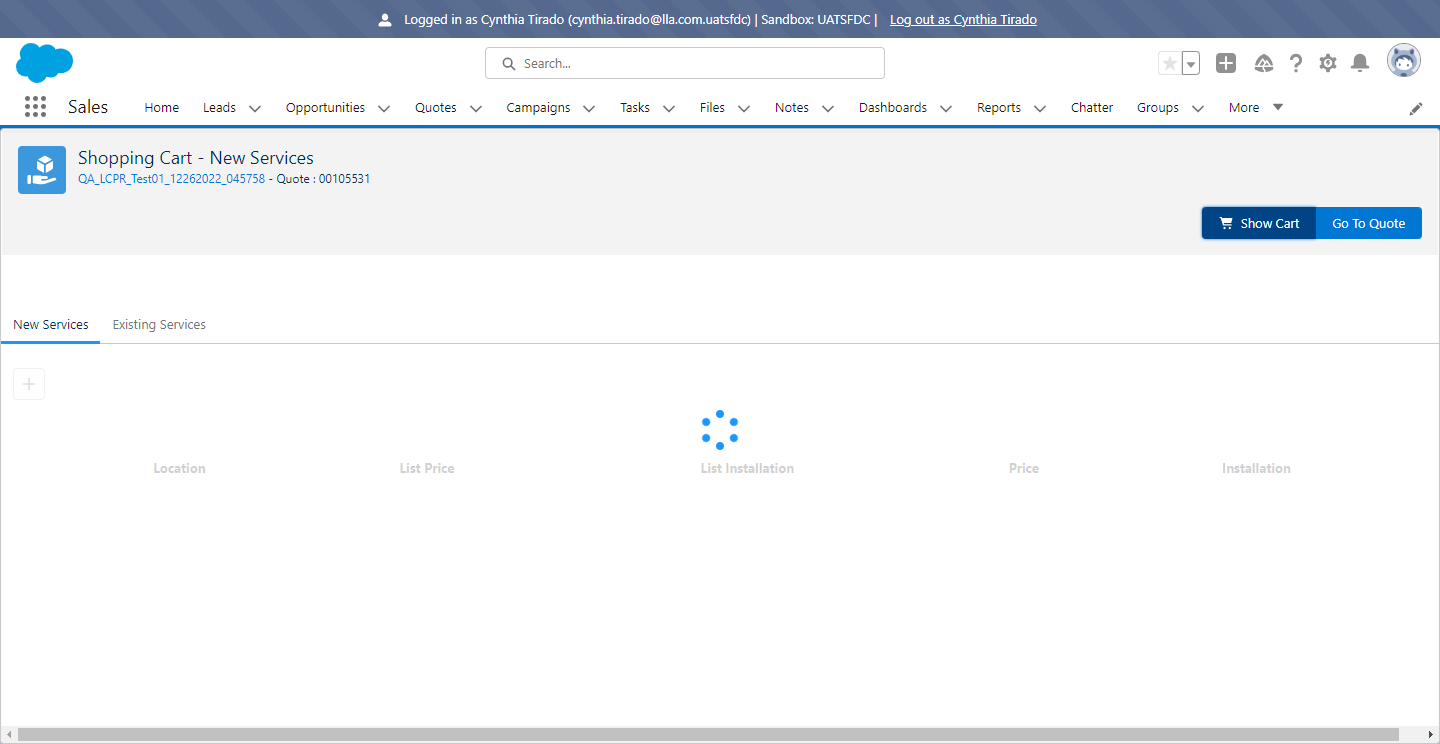 Logged in as Cynthia Tirado (cynthia.tirado@lla.com.uatsfdc) | Sandbox: UATSFDC | Log out as Cynthia Tirado
Search...
Sales Home Leads Opportunities Quotes Campaigns Tasks Files Notes Dashboards Reports Chatter Groups More
Shopping Cart - New Services
QA_LCPR_Test01_12262022_045758 - Quote : 00105531
Show Cart Go To Quote
New Services Existing Services
Location List Price List Installation Price Installation